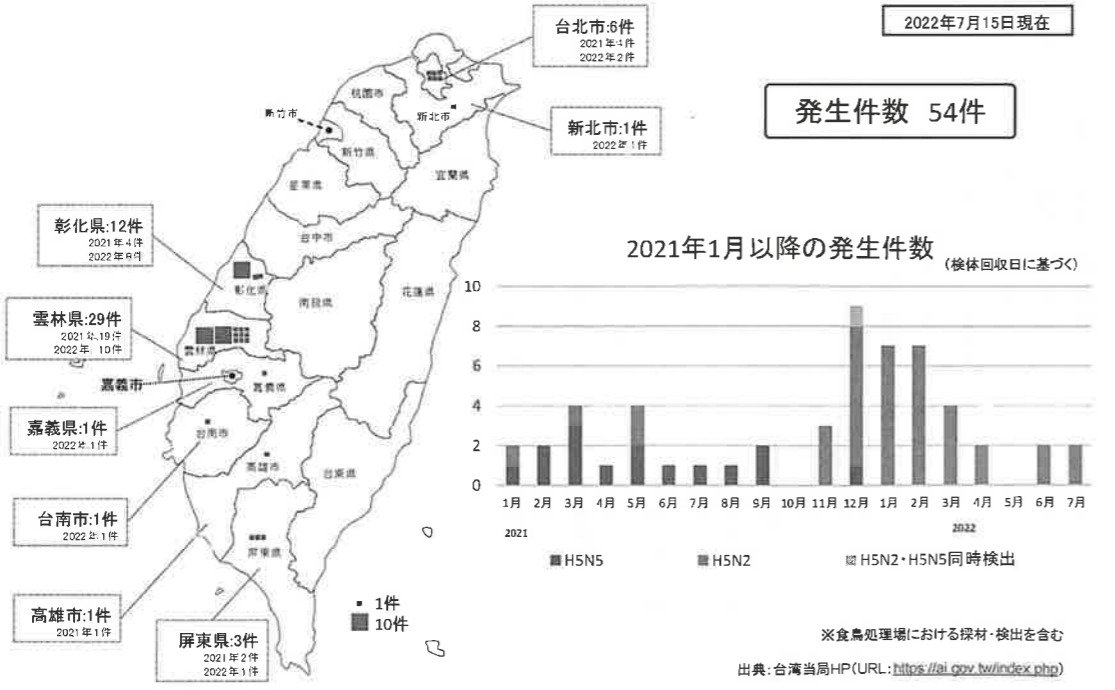 2022年7月15日現在
発生件数 54件
台北市:6件
2021年4件
2022年2件
新北市:1件
2022年1件
彰化県:12件
2021年4件
2022年8件
雲林県:29件
2021年19件
2022年10件
嘉義市
嘉義県:1件
2022年1件
台南市:1件
2022年1件
高雄市:1件
2021年1件
屏東県:3件
2021年2件
2022年1件
桃園市
新北市
新竹市
新竹県
宜蘭県
苗栗県
台中市
彰化県
南投県
花蓮県
雲林県
嘉義県
台南市
高雄市
台東県
屏東県
1件
10件
2021年1月以降の発生件数
(検体回収日に基づく)
10
8
6
4
2
0
1月 2月 3月 4月 5月 6月 7月 8月 9月 10月 11月 12月 1月 2月 3月 4月 5月 6月 7月
2021 2022
H5N5 H5N2 H5N2・H5N5同時検出
※食鳥処理場における採材・検出を含む
出典:台湾当局HP(URL:https://ai.gov.tw/index.php)